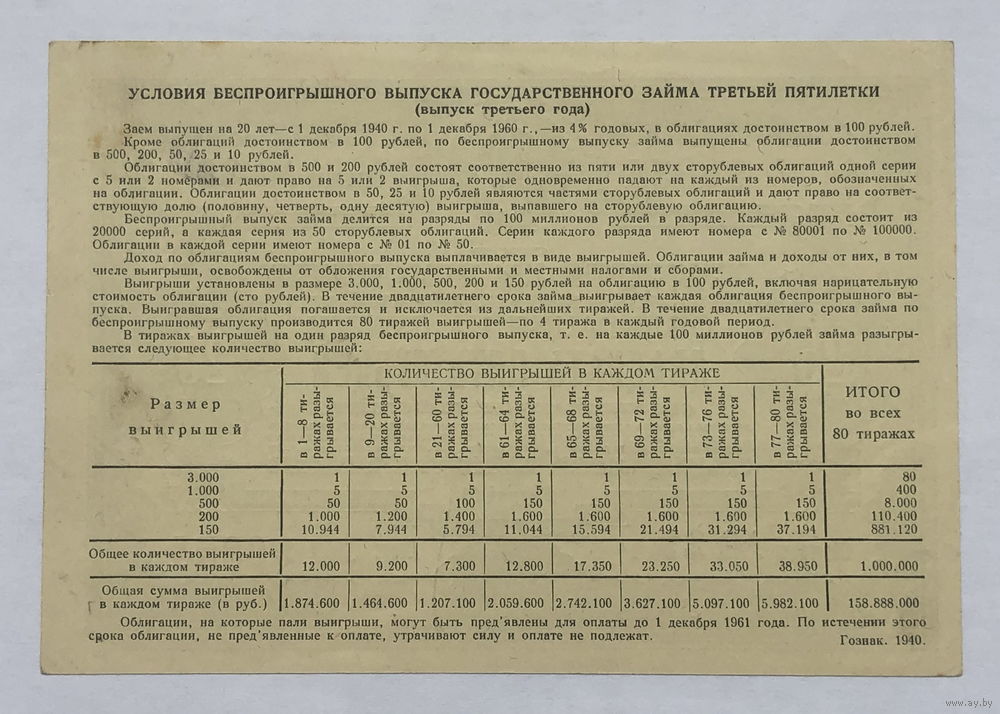 УСЛОВИЯ БЕСПРОИГРЫШНОГО ВЫПУСКА ГОСУДАРСТВЕННОГО ЗАЙМА ТРЕТЬЕЙ ПЯТИЛЕТКИ
(выпуск третьего года)
Заем выпущен на 20 лет—с 1 декабря 1940 г. по 1 декабря 1960 г.,—из 4% годовых, в облигациях достоинством в 100 рублей.
Кроме облигаций достоинством в 100 рублей, по беспроигрышному выпуску займа выпущены облигации достоинством
в 500, 200, 50, 25 и 10 рублей.
Облигации достоинством в 500 и 200 рублей состоят соответственно из пяти или двух сторублевых облигаций одной серии
с 5 или 2 номерами и дают право на 5 или 2 выигрыша, которые одновременно падают на каждый из номеров, обозначенных
на облигации. Облигации достоинством в 50, 25 и 10 рублей являются частями сторублевых облигаций и дают право на соответ-
ствующую долю (половину, четверть, одну десятую) выигрыша, выпавшего на сторублевую облигацию.
Беспроигрышный выпуск займа делится на разряды по 100 миллионов рублей в разряде. Каждый разряд состоит из
20000 серий, а каждая серия из 50 сторублевых облигаций. Серии каждого разряда имеют номера с № 80001 по № 100000.
Облигации в каждой серии имеют номера с № 01 по № 50.
Доход по облигациям беспроигрышного выпуска выплачивается в виде выигрышей. Облигации займа и доходы от них, в том
числе выигрыши, освобождены от обложения государственными и местными налогами и сборами.
Выигрыши установлены в размере 3.000, 1.000, 500, 200 и 150 рублей на облигацию в 100 рублей, включая нарицательную
стоимость облигации (сто рублей). В течение двадцатилетнего срока займа выигрывает каждая облигация беспроигрышного вы-
пуска. Выигравшая облигация погашается и исключается из дальнейших тиражей. В течение двадцатилетнего срока займа по
беспроигрышному выпуску производится 80 тиражей выигрышей—по 4 тиража в каждый годовой период.
В тиражах выигрышей на один разряд беспроигрышного выпуска, т. е. на каждые 100 миллионов рублей займа разыгры-
вается следующее количество выигрышей:
Размер
выигрышей
КОЛИЧЕСТВО ВЫИГРЫШЕЙ В КАЖДОМ ТИРАЖЕ
в 1—8 ти-
ражах разы-
грывается
в 9—20 ти-
ражах разы-
грывается
в 21—60 ти-
ражах разы-
грывается
в 61—64 ти-
ражах разы-
грывается
в 65—68 ти-
ражах разы-
грывается
в 69—72 ти-
ражах разы-
грывается
в 73—76 ти-
ражах разы-
грывается
в 77—80 ти-
ражах разы-
грывается
ИТОГО
во всех
80 тиражах
3.000 1 1 1 1 1 1 1 1 80
1.000 5 5 5 5 5 5 5 5 400
500 50 50 100 150 150 150 150 150 8.000
200 1.000 1.200 1.400 1.600 1.600 1.600 1.600 1.600 110.400
150 10.944 7.944 5.794 11.044 15.594 21.494 31.294 37.194 881.120
Общее количество выигрышей
в каждом тираже 12.000 9.200 7.300 12.800 17.350 23.250 33.050 38.950 1.000.000
Общая сумма выигрышей
в каждом тираже (в руб.) 1.874.600 1.464.600 1.207.100 2.059.600 2.742.100 3.627.100 5.097.100 5.982.100 158.888.000
Облигации, на которые пали выигрыши, могут быть пред'явлены для оплаты до 1 декабря 1961 года. По истечении этого
срока облигации, не пред'явленные к оплате, утрачивают силу и оплате не подлежат.
Гознак. 1940.
www.ay.by